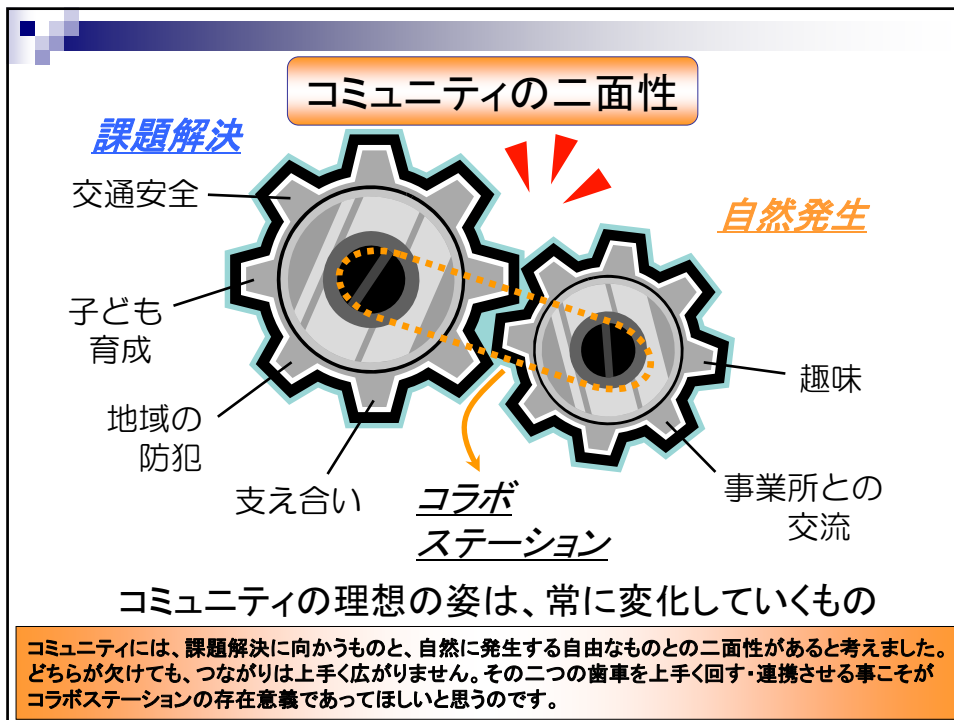 コミュニティの二面性
課題解決
交通安全
自然発生
子ども
育成
趣味
地域の
防犯
支え合い
コラボ
ステーション
事業所との
交流
コミュニティの理想の姿は、常に変化していくもの
コミュニティには、課題解決に向かうものと、自然に発生する自由なものとの二面性があると考えました。
どちらが欠けても、つながりは上手く広がりません。その二つの歯車を上手く回す・連携させる事こそが
コラボステーションの存在意義であってほしいと思うのです。